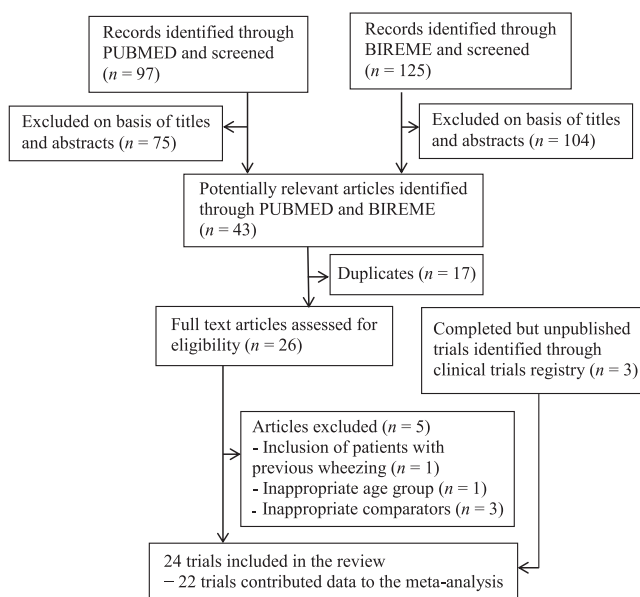 Records identified through
PUBMED and screened
(n = 97)
Records identified through
BIREME and screened
(n = 125)
Excluded on basis of titles
and abstracts (n = 75)
Excluded on basis of titles
and abstracts (n = 104)
Potentially relevant articles identified
through PUBMED and BIREME
(n = 43)
Duplicates (n = 17)
Full text articles assessed for
eligibility (n = 26)
Completed but unpublished
trials identified through
clinical trials registry (n = 3)
Articles excluded (n = 5)
- Inclusion of patients with
previous wheezing (n = 1)
- Inappropriate age group (n = 1)
- Inappropriate comparators (n = 3)
24 trials included in the review
− 22 trials contributed data to the meta-analysis